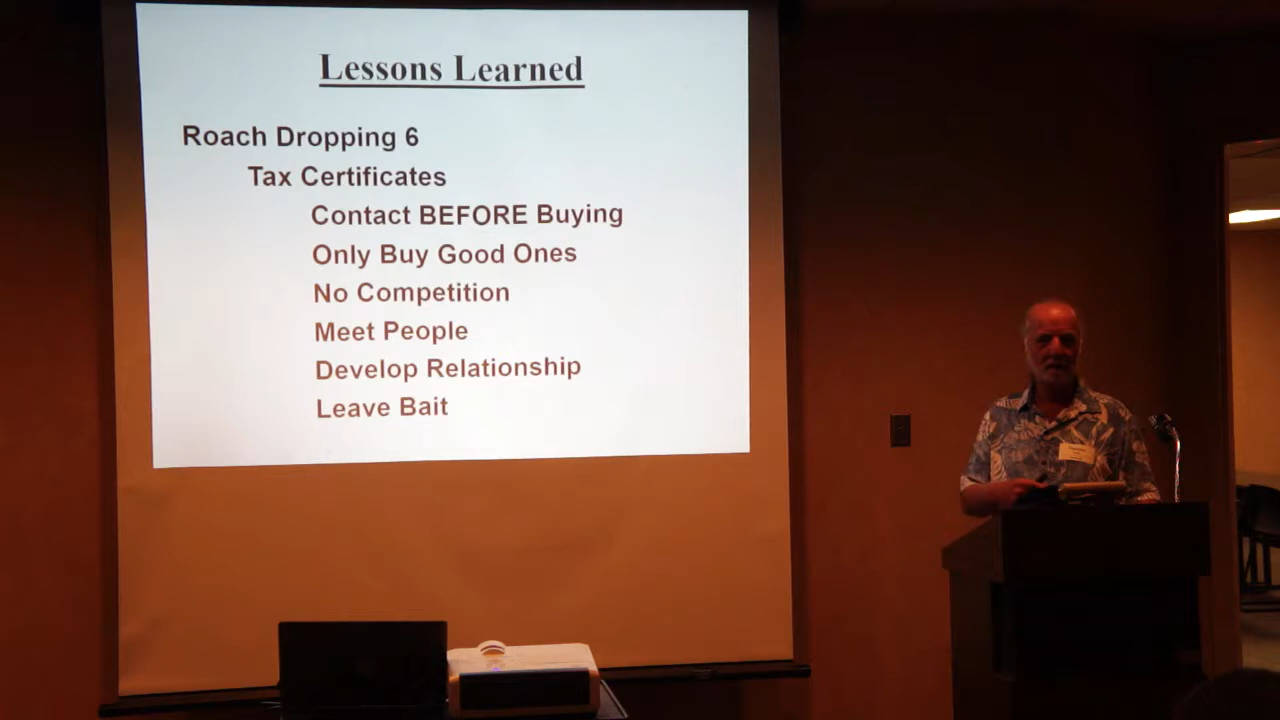 Lessons Learned
Roach Dropping 6
Tax Certificates
Contact BEFORE Buying
Only Buy Good Ones
No Competition
Meet People
Develop Relationship
Leave Bait